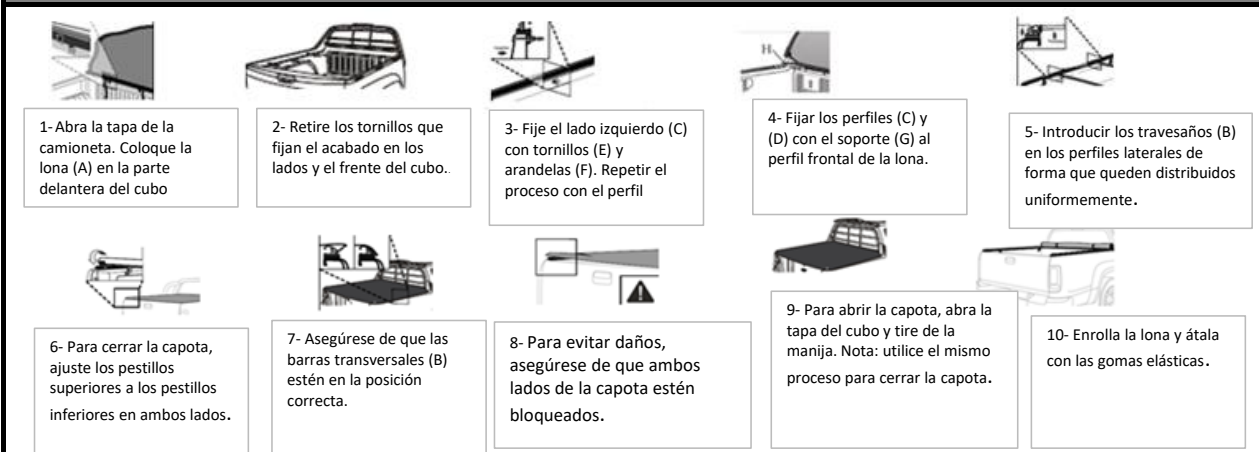 H
1- Abra la tapa de la
camioneta. Coloque la
lona (A) en la parte
delantera del cubo
2- Retire los tornillos que
fijan el acabado en los
lados y el frente del cubo..
3- Fije el lado izquierdo (C)
con tornillos (E) y
arandelas (F). Repetir el
proceso con el perfil
4- Fijar los perfiles (C) y
(D) con el soporte (G) al
perfil frontal de la lona.
5- Introducir los travesaños (B)
en los perfiles laterales de
forma que queden distribuidos
uniformemente.
6- Para cerrar la capota,
ajuste los pestillos
superiores a los pestillos
inferiores en ambos lados.
7- Asegúrese de que las
barras transversales (B)
estén en la posición
correcta.
8- Para evitar daños,
asegúrese de que ambos
lados de la capota estén
bloqueados.
9- Para abrir la capota, abra la
tapa del cubo y tire de la
manija. Nota: utilice el mismo
proceso para cerrar la capota.
10- Enrolla la lona y átala
con las gomas elásticas.